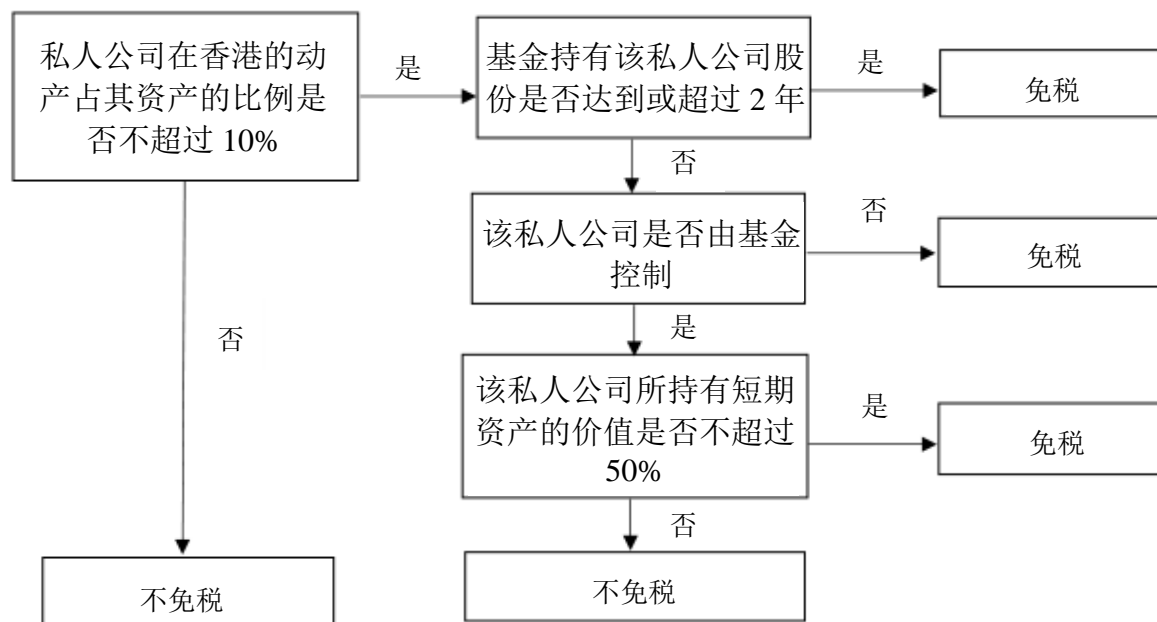 私人公司在香港的动
产占其资产的比例是
否不超过 10%
是
基金持有该私人公司股
份是否达到或超过 2 年
是
免税
否
该私人公司是否由基金
控制
否
免税
否
是
该私人公司所持有短期
资产的价值是否不超过
50%
是
免税
否
不免税
不免税